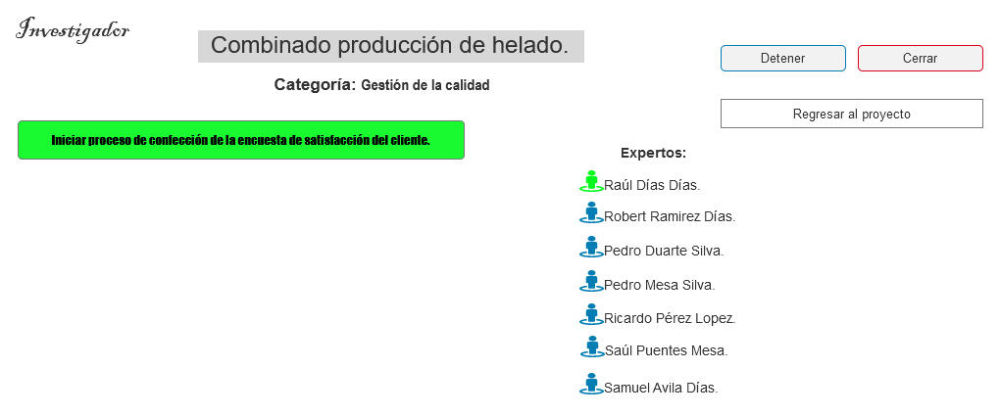 Investigador
Combinado producción de helado.
Categoría: Gestión de la calidad
Detener
Cerrar
Regresar al proyecto
Iniciar proceso de confección de la encuesta de satisfacción del cliente.
Expertos:
Raúl Días Días.
Robert Ramirez Días.
Pedro Duarte Silva.
Pedro Mesa Silva.
Ricardo Pérez Lopez.
Saúl Puentes Mesa.
Samuel Avila Días.